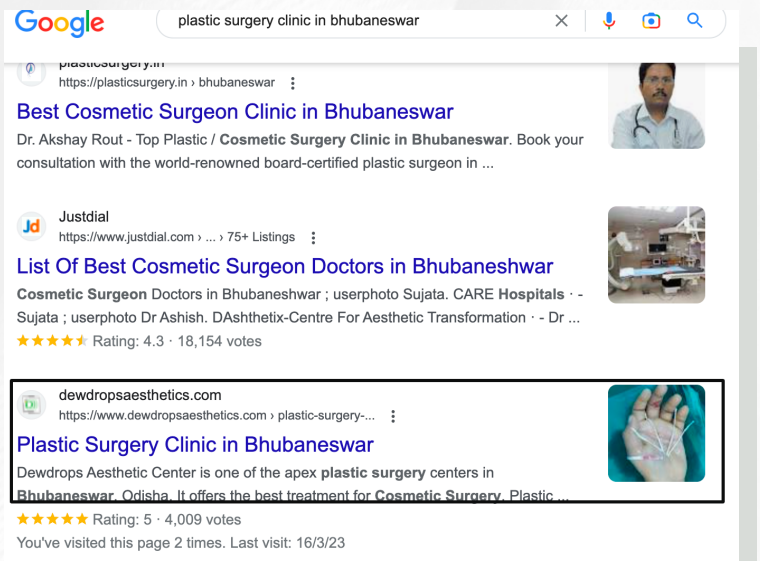 Google
plastic surgery clinic in bhubaneswar
plasticsurgery.in
https://plasticsurgery.in › bhubaneswar
Best Cosmetic Surgeon Clinic in Bhubaneswar
Dr. Akshay Rout - Top Plastic / Cosmetic Surgery Clinic in Bhubaneswar. Book your
consultation with the world-renowned board-certified plastic surgeon in ...
Jd
Justdial
https://www.justdial.com › ... › 75+ Listings
List Of Best Cosmetic Surgeon Doctors in Bhubaneshwar
Cosmetic Surgeon Doctors in Bhubaneshwar ; userphoto Sujata. CARE Hospitals · -
Sujata ; userphoto Dr Ashish. DAshthetix-Centre For Aesthetic Transformation · - Dr ...
Rating: 4.3 · 18,154 votes
dewdropsaesthetics.com
https://www.dewdropsaesthetics.com › plastic-surgery-...
Plastic Surgery Clinic in Bhubaneswar
Dewdrops Aesthetic Center is one of the apex plastic surgery centers in
Bhubaneswar, Odisha. It offers the best treatment for Cosmetic Surgery, Plastic ...
Rating: 5 · 4,009 votes
You've visited this page 2 times. Last visit: 16/3/23